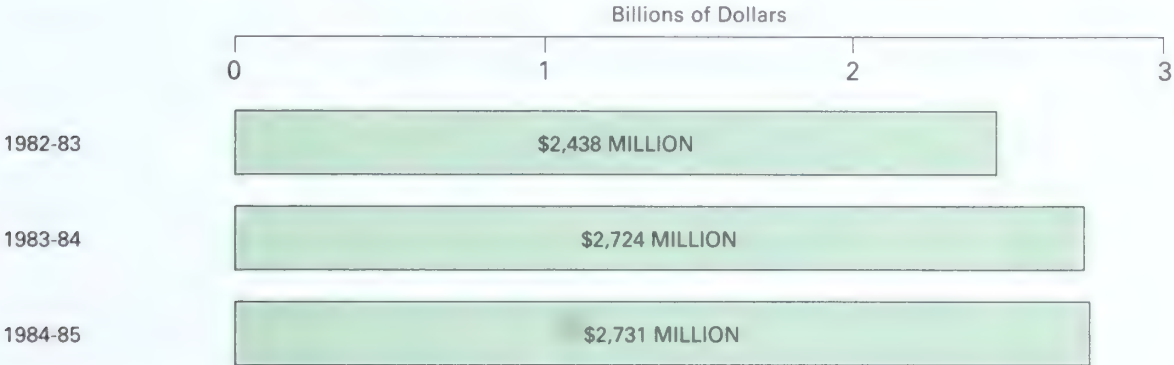 Billions of Dollars
0 1 2 3
1982-83 $2,438 MILLION
1983-84 $2,724 MILLION
1984-85 $2,731 MILLION